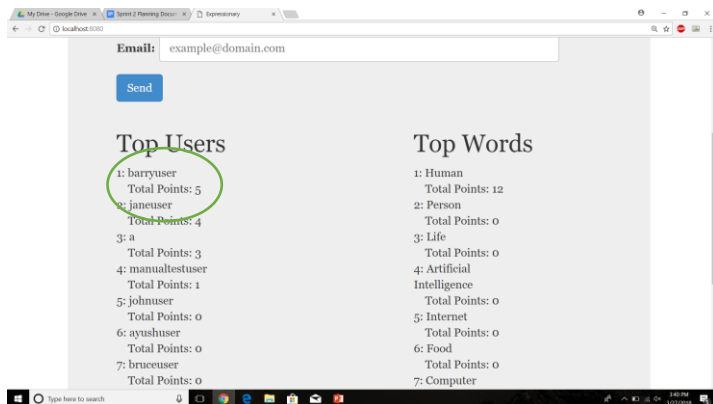 My Drive - Google Drive
Sprint 2 Planning Docum
Expressionary
localhost:8080
Email: example@domain.com
Send
Top Users
1: barryuser
Total Points: 5
2: janeuser
Total Points: 4
3: a
Total Points: 3
4: manualtestuser
Total Points: 1
5: johnuser
Total Points: 0
6: ayushuser
Total Points: 0
7: bruceuser
Total Points: 0
Top Words
1: Human
Total Points: 12
2: Person
Total Points: 0
3: Life
Total Points: 0
4: Artificial
Intelligence
Total Points: 0
5: Internet
Total Points: 0
6: Food
Total Points: 0
7: Computer
Type here to search
3:40 PM
3/27/2018